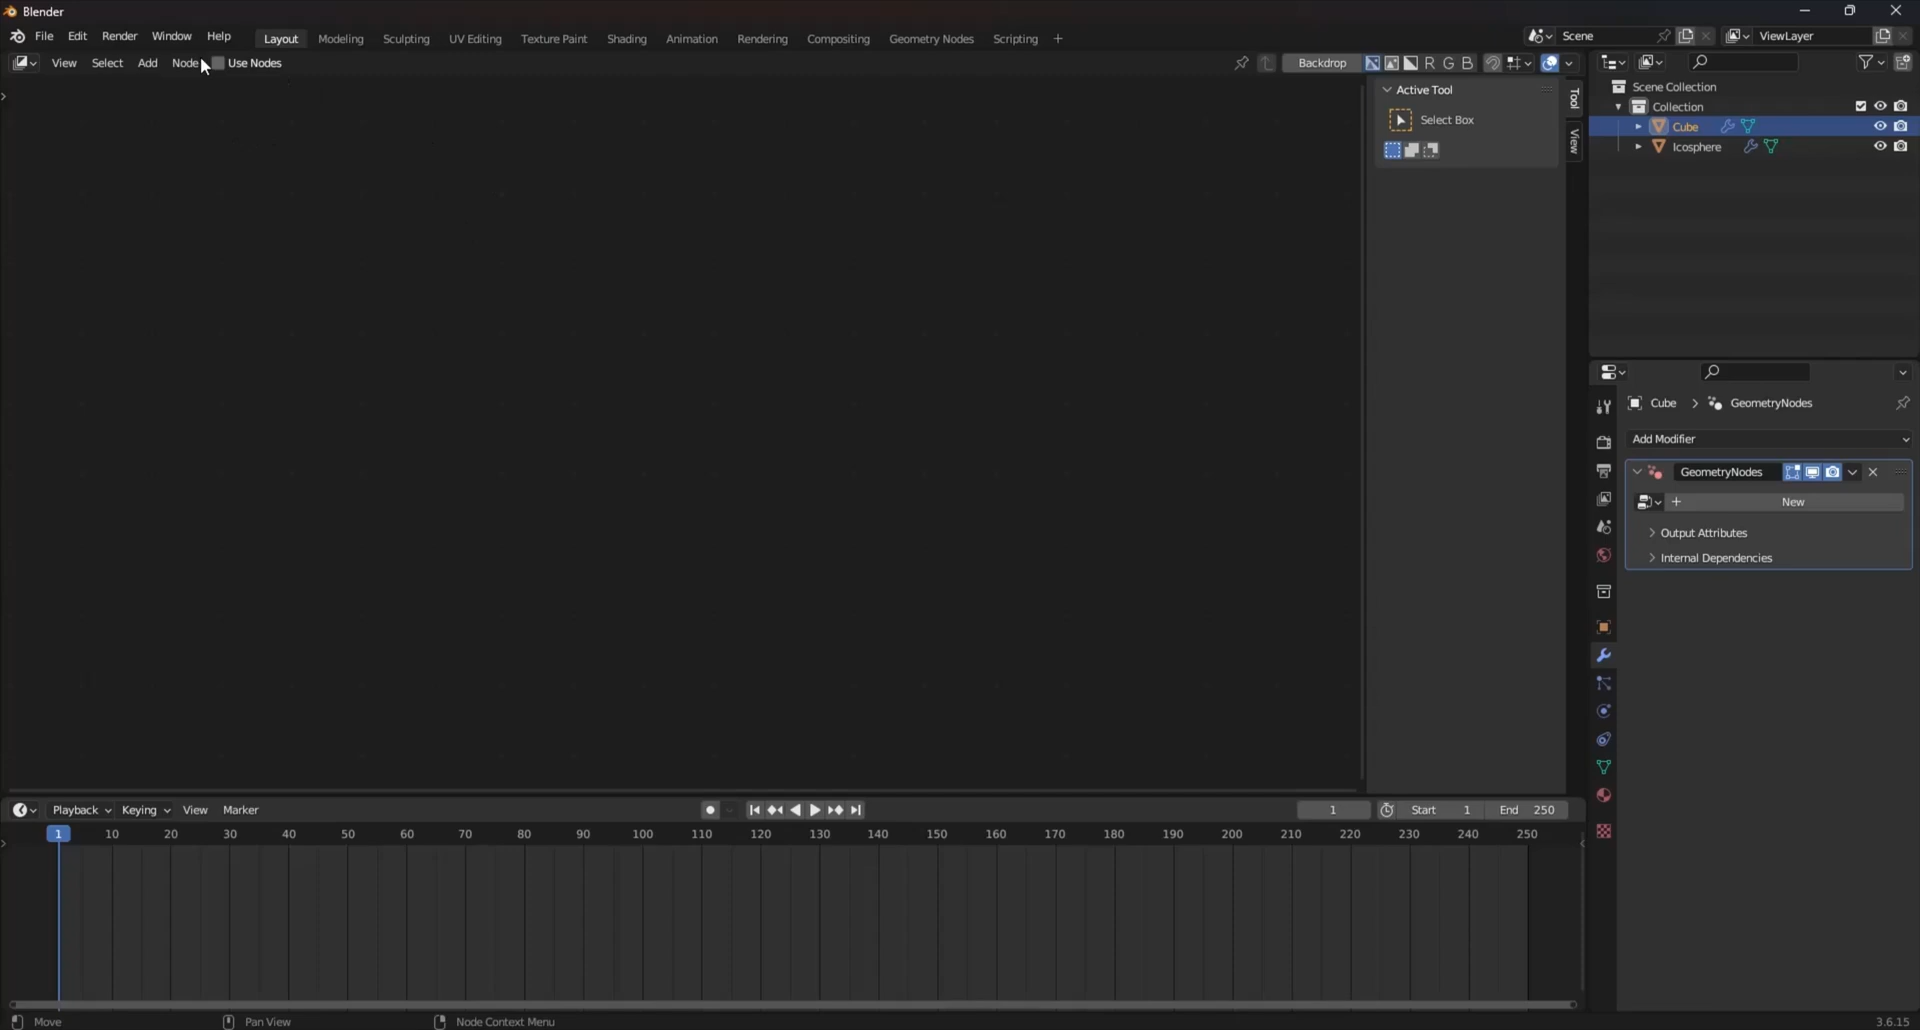 Blender
File Edit Render Window Help Layout Modeling Sculpting UV Editing Texture Paint Shading Animation Rendering Compositing Geometry Nodes Scripting + Scene ViewLayer
View Select Add Node Use Nodes Backdrop R G B
Active Tool
Select Box
Tool
View
Scene Collection
Collection
Cube
Icosphere
Cube > GeometryNodes
Add Modifier
GeometryNodes
+ New
Output Attributes
Internal Dependencies
Playback Keying View Marker 1 Start 1 End 250
1 10 20 30 40 50 60 70 80 90 100 110 120 130 140 150 160 170 180 190 200 210 220 230 240 250
Move Pan View Node Context Menu 3.6.15